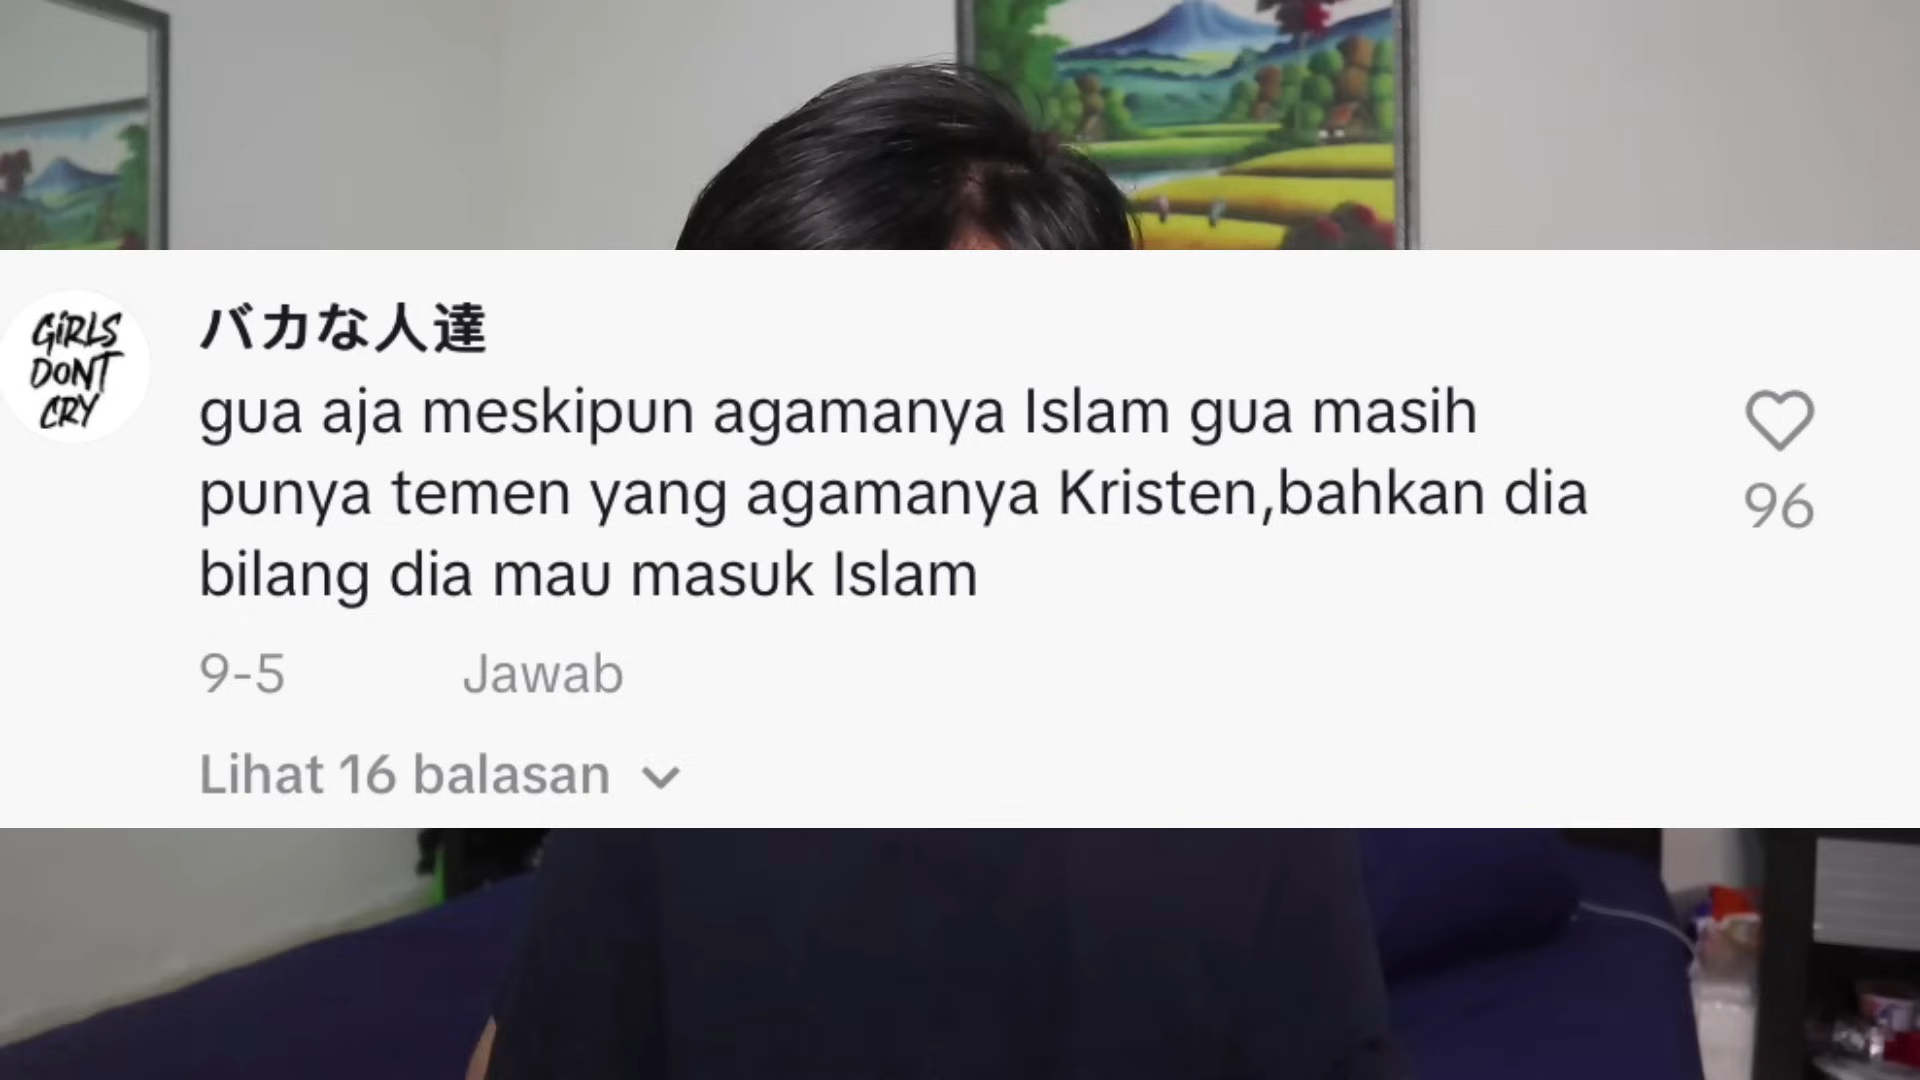 GIRLS
DON'T
CRY
バカな人達
gua aja meskipun agamanya Islam gua masih
punya temen yang agamanya Kristen,bahkan dia
bilang dia mau masuk Islam
96
9-5 Jawab
Lihat 16 balasan